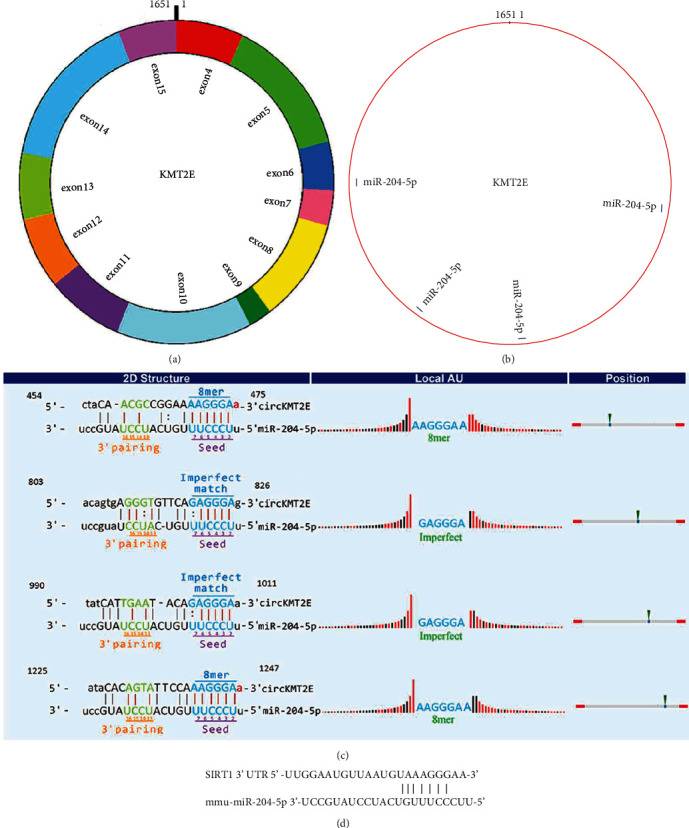 1651 1
exon4
exon5
exon6
exon7
exon8
exon9
exon10
exon11
exon12
exon13
exon14
exon15
KMT2E
(a)
1651 1
miR-204-5p
KMT2E
miR-204-5p
miR-204-5p
miR-204-5p
(b)
2D Structure Local AU Position
454 8mer 475
5'- ctaCA - ACGCCGGAAAAGGGAa-3'circKMT2E
3'- uccGUAUCCUACUGUUUCCCUu-5'miR-204-5p
3'pairing Seed
AAGGGAA
8mer
803 Imperfect match 826
5'- acagtgAGGGTGTTCAGAGGGAg-3'circKMT2E
3'- uccguaUCCUAC-UGUUUCCCUu-5'miR-204-5p
3'pairing Seed
GAGGGA
Imperfect
990 Imperfect match 1011
5'- tatCATTGAAT - ACAGAGGGAa-3'circKMT2E
3'- uccGUAUCCUACUGUUUCCCUu-5'miR-204-5p
3'pairing Seed
GAGGGA
Imperfect
1225 8mer 1247
5'- ataCACAGTATTCCAAAGGGAa-3'circKMT2E
3'- uccGUAUCCUACUGUUUCCCUu-5'miR-204-5p
3'pairing Seed
AAGGGAA
8mer
(c)
SIRT1 3' UTR 5' -UUGGAAUGUUAAUGUAAAGGGAA-3'
mmu-miR-204-5p 3'-UCCGUAUCCUACUGUUUCCCUU-5'
(d)